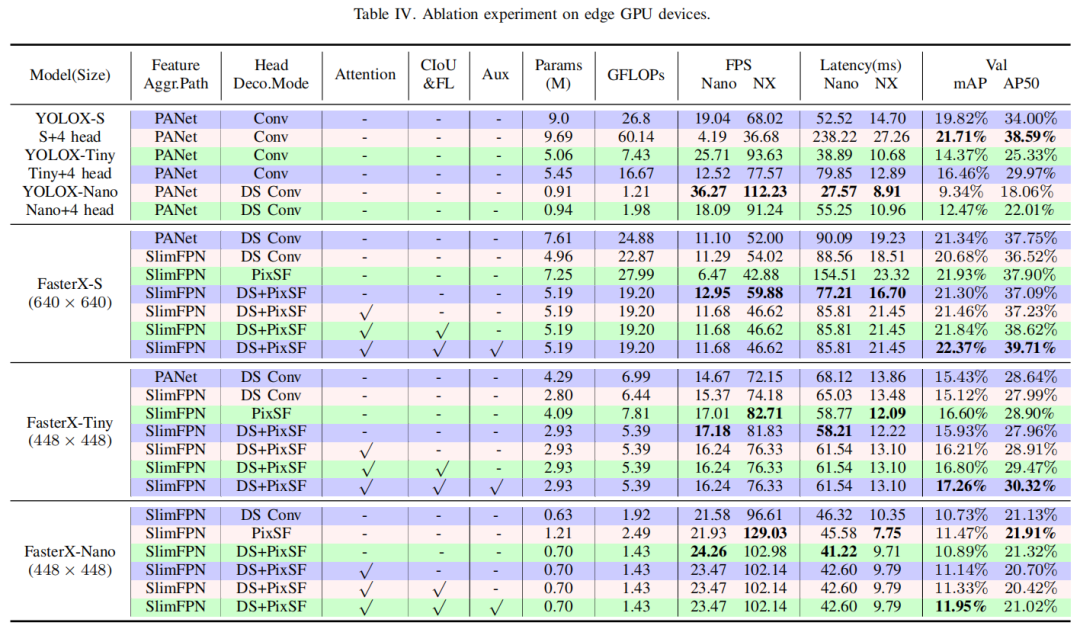 Table IV. Ablation experiment on edge GPU devices.
Model(Size) Feature Aggr.Path Head Deco.Mode Attention CIoU &FL Aux Params (M) GFLOPs FPS Nano NX Latency(ms) Nano NX Val mAP AP50
YOLOX-S PANet Conv - - - 9.0 26.8 19.04 68.02 52.52 14.70 19.82% 34.00%
S+4 head PANet Conv - - - 9.69 60.14 4.19 36.68 238.22 27.26 21.71% 38.59%
YOLOX-Tiny PANet Conv - - - 5.06 7.43 25.71 93.63 38.89 10.68 14.37% 25.33%
Tiny+4 head PANet Conv - - - 5.45 16.67 12.52 77.57 79.85 12.89 16.46% 29.97%
YOLOX-Nano PANet DS Conv - - - 0.91 1.21 36.27 112.23 27.57 8.91 9.34% 18.06%
Nano+4 head PANet DS Conv - - - 0.94 1.98 18.09 91.24 55.25 10.96 12.47% 22.01%
FasterX-S (640 × 640)
PANet DS Conv - - - 7.61 24.88 11.10 52.00 90.09 19.23 21.34% 37.75%
SlimFPN DS Conv - - - 4.96 22.87 11.29 54.02 88.56 18.51 20.68% 36.52%
SlimFPN PixSF - - - 7.25 27.99 6.47 42.88 154.51 23.32 21.93% 37.90%
SlimFPN DS+PixSF - - - 5.19 19.20 12.95 59.88 77.21 16.70 21.30% 37.09%
SlimFPN DS+PixSF √ - - 5.19 19.20 11.68 46.62 85.81 21.45 21.46% 37.23%
SlimFPN DS+PixSF √ √ - 5.19 19.20 11.68 46.62 85.81 21.45 21.84% 38.62%
SlimFPN DS+PixSF √ √ √ 5.19 19.20 11.68 46.62 85.81 21.45 22.37% 39.71%
FasterX-Tiny (448 × 448)
PANet DS Conv - - - 4.29 6.99 14.67 72.15 68.12 13.86 15.43% 28.64%
SlimFPN DS Conv - - - 2.80 6.44 15.37 74.18 65.03 13.48 15.12% 27.99%
SlimFPN PixSF - - - 4.09 7.81 17.01 82.71 58.77 12.09 16.60% 28.90%
SlimFPN DS+PixSF - - - 2.93 5.39 17.18 81.83 58.21 12.22 15.93% 27.96%
SlimFPN DS+PixSF √ - - 2.93 5.39 16.24 76.33 61.54 13.10 16.21% 28.91%
SlimFPN DS+PixSF √ √ - 2.93 5.39 16.24 76.33 61.54 13.10 16.80% 29.47%
SlimFPN DS+PixSF √ √ √ 2.93 5.39 16.24 76.33 61.54 13.10 17.26% 30.32%
FasterX-Nano (448 × 448)
SlimFPN DS Conv - - - 0.63 1.92 21.58 96.61 46.32 10.35 10.73% 21.13%
SlimFPN PixSF - - - 1.21 2.49 21.93 129.03 45.58 7.75 11.47% 21.91%
SlimFPN DS+PixSF - - - 0.70 1.43 24.26 102.98 41.22 9.71 10.89% 21.32%
SlimFPN DS+PixSF √ - - 0.70 1.43 23.47 102.14 42.60 9.79 11.14% 20.70%
SlimFPN DS+PixSF √ √ - 0.70 1.43 23.47 102.14 42.60 9.79 11.33% 20.42%
SlimFPN DS+PixSF √ √ √ 0.70 1.43 23.47 102.14 42.60 9.79 11.95% 21.02%